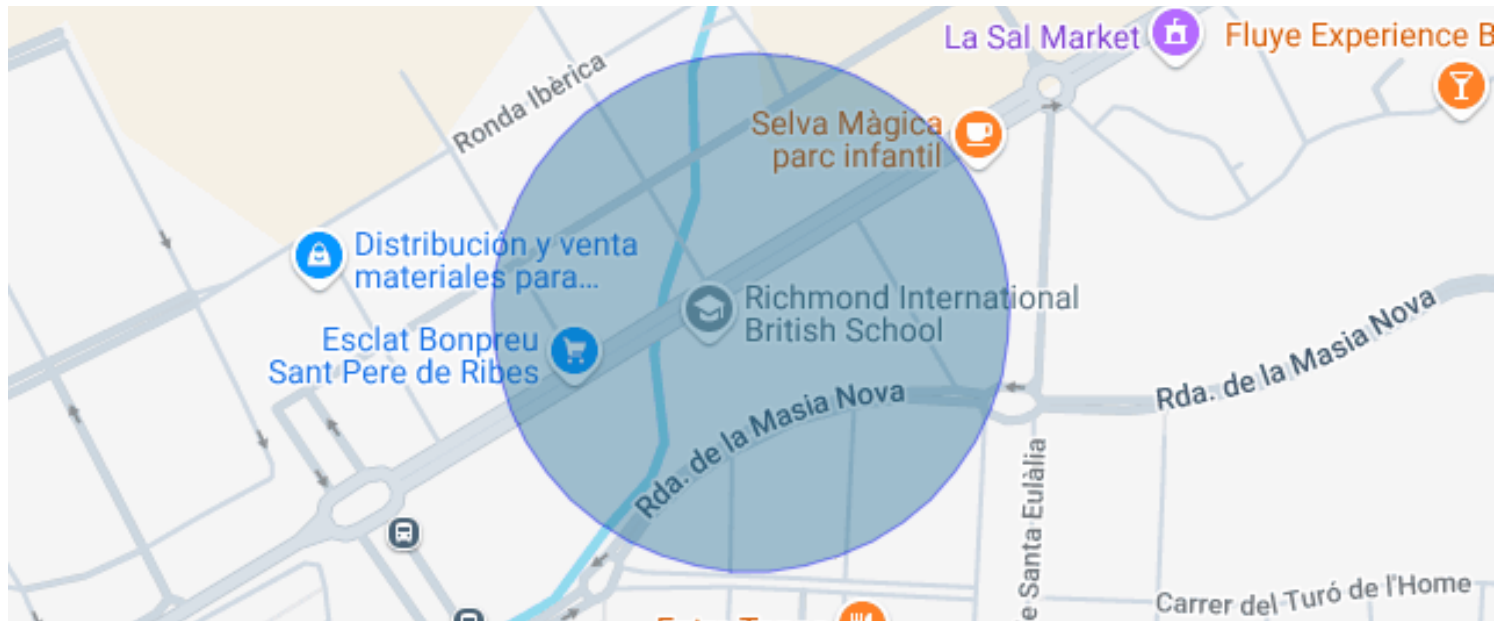 La Sal Market
Fluye Experience B
Ronda Ibèrica
Selva Màgica
parc infantil
Distribución y venta
materiales para...
Richmond International
British School
Esclat Bonpreu
Sant Pere de Ribes
Rda. de la Masia Nova
Rda. de la Masia Nova
e Santa Eulàlia
Carrer del Turó de l'Home